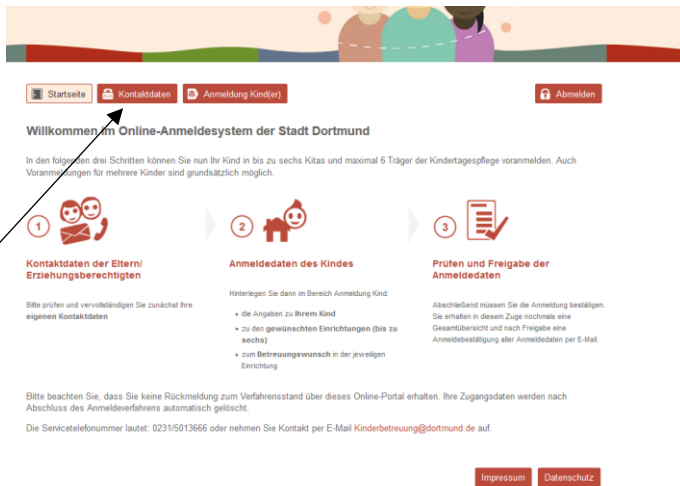 Startseite Kontaktdaten Anmeldung Kind(er) Abmelden
Willkommen im Online-Anmeldesystem der Stadt Dortmund
In den folgenden drei Schritten können Sie nun Ihr Kind in bis zu sechs Kitas und maximal 6 Träger der Kindertagespflege voranmelden. Auch
Voranmeldungen für mehrere Kinder sind grundsätzlich möglich.
1
Kontaktdaten der Eltern/
Erziehungsberechtigten
Bitte prüfen und vervollständigen Sie zunächst Ihre
eigenen Kontaktdaten
2
Anmeldedaten des Kindes
Hinterlegen Sie dann im Bereich Anmeldung Kind:
• die Angaben zu Ihrem Kind
• zu den gewünschten Einrichtungen (bis zu
sechs)
• zum Betreuungswunsch in der jeweiligen
Einrichtung
3
Prüfen und Freigabe der
Anmeldedaten
Abschließend müssen Sie die Anmeldung bestätigen.
Sie erhalten in diesem Zuge nochmals eine
Gesamtübersicht und nach Freigabe eine
Anmeldebestätigung aller Anmeldedaten per E-Mail.
Bitte beachten Sie, dass Sie keine Rückmeldung zum Verfahrensstand über dieses Online-Portal erhalten. Ihre Zugangsdaten werden nach
Abschluss des Anmeldeverfahrens automatisch gelöscht.
Die Servicetelefonummer lautet: 0231/5013666 oder nehmen Sie Kontakt per E-Mail Kinderbetreuung@dortmund.de auf.
Impressum Datenschutz